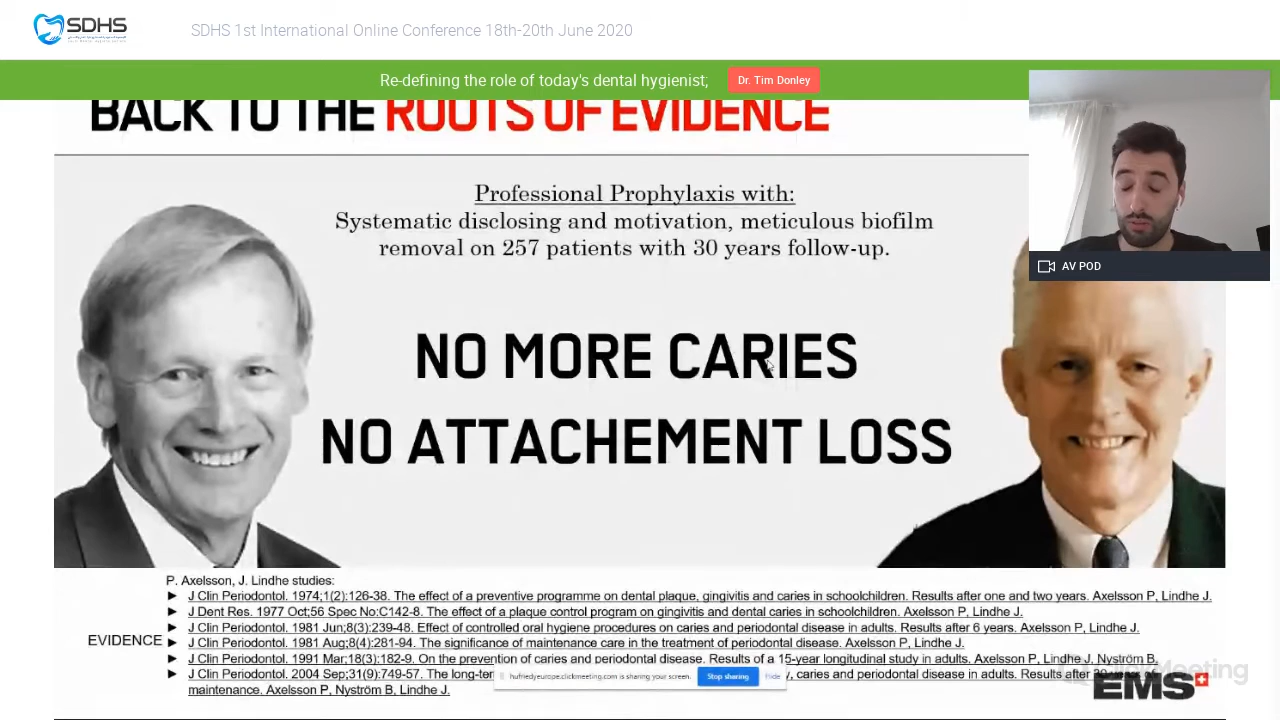 SDHS
SDHS 1st International Online Conference 18th-20th June 2020
Re-defining the role of today's dental hygienist;
Dr. Tim Donley
BACK TO THE ROOTS OF EVIDENCE
AV POD
Professional Prophylaxis with:
Systematic disclosing and motivation, meticulous biofilm
removal on 257 patients with 30 years follow-up.
NO MORE CARIES
NO ATTACHEMENT LOSS
P. Axelsson, J. Lindhe studies:
EVIDENCE
► J Clin Periodontol. 1974;1(2):126-38. The effect of a preventive programme on dental plaque, gingivitis and caries in schoolchildren. Results after one and two years. Axelsson P, Lindhe J.
► J Dent Res. 1977 Oct;56 Spec No:C142-8. The effect of a plaque control program on gingivitis and dental caries in schoolchildren. Axelsson P, Lindhe J.
► J Clin Periodontol. 1981 Jun;8(3):239-48. Effect of controlled oral hygiene procedures on caries and periodontal disease in adults. Results after 6 years. Axelsson P, Lindhe J.
► J Clin Periodontol. 1981 Aug;8(4):281-94. The significance of maintenance care in the treatment of periodontal disease. Axelsson P, Lindhe J.
► J Clin Periodontol. 1991 Mar;18(3):182-9. On the prevention of caries and periodontal disease. Results of a 15-year longitudinal study in adults. Axelsson P, Lindhe J, Nyström B.
► J Clin Periodontol. 2004 Sep;31(9):749-57. The long-ter caries and periodontal disease in adults. Results after
maintenance. Axelsson P, Nyström B, Lindhe J.
hufriedyeurope.clickmeeting.com is sharing your screen.
Stop sharing
Hide
ClickMeeting
EMS